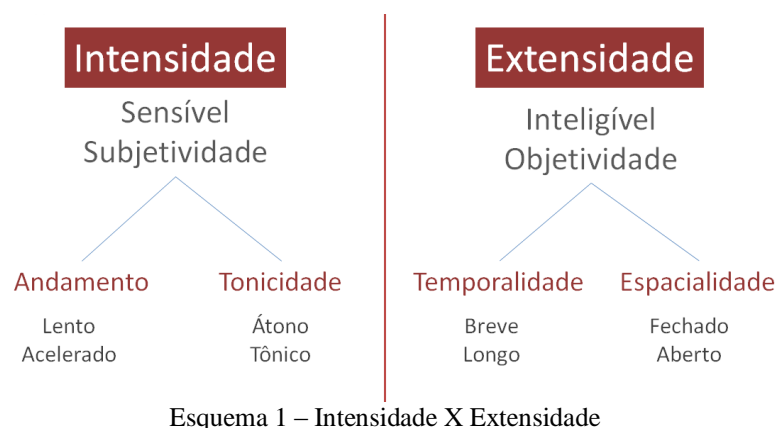 Intensidade
Sensível
Subjetividade
Andamento
Lento
Acelerado
Tonicidade
Átono
Tônico
Extensidade
Inteligível
Objetividade
Temporalidade
Breve
Longo
Espacialidade
Fechado
Aberto
Esquema 1 – Intensidade X Extensidade